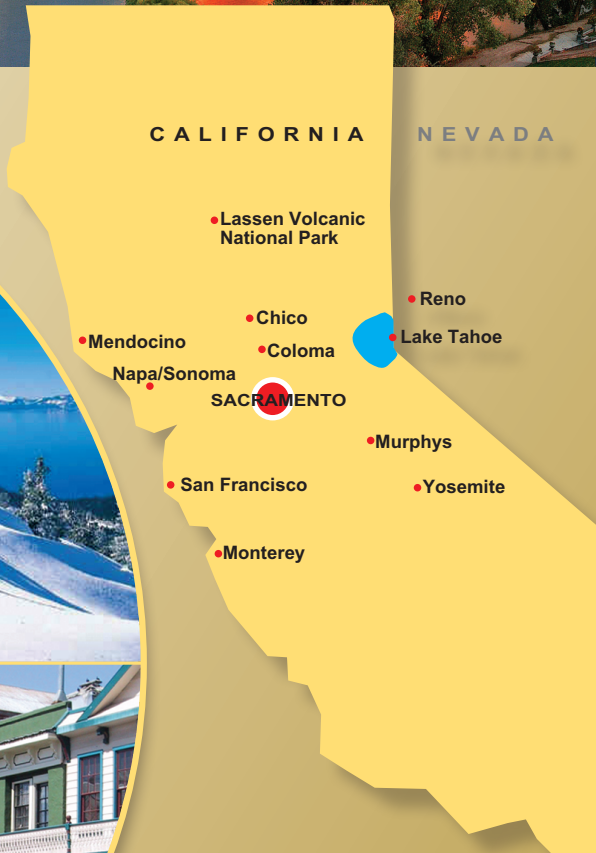 CALIFORNIA
NEVADA
Lassen Volcanic
National Park
Reno
Chico
Lake Tahoe
Mendocino
Coloma
Napa/Sonoma
SACRAMENTO
Murphys
San Francisco
Yosemite
Monterey